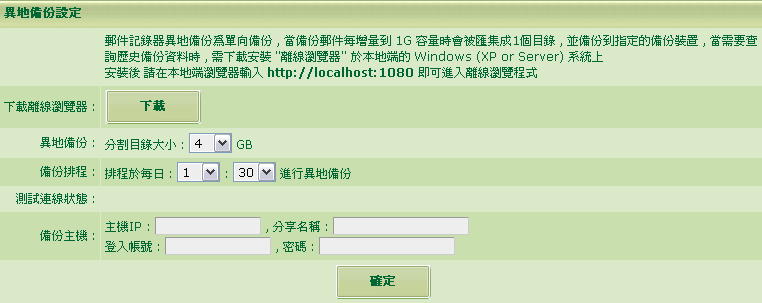 異地備份設定
郵件記錄器異地備份爲單向備份，當備份郵件每增量到 1G 容量時會被匯集成1個目錄，並備份到指定的備份裝置，當需要查
詢歷史備份資料時，需下載安裝 "離線瀏覽器" 於本地端的 Windows (XP or Server) 系統上
安裝後 請在本地端瀏覽器輸入 http://localhost:1080 即可進入離線瀏覽程式
下載離線瀏覽器： 下載
異地備份： 分割目錄大小： 4 GB
備份排程： 排程於每日： 1 ： 30 進行異地備份
測試連線狀態：
備份主機： 主機IP： ，分享名稱：
登入帳號： ，密碼：
確定